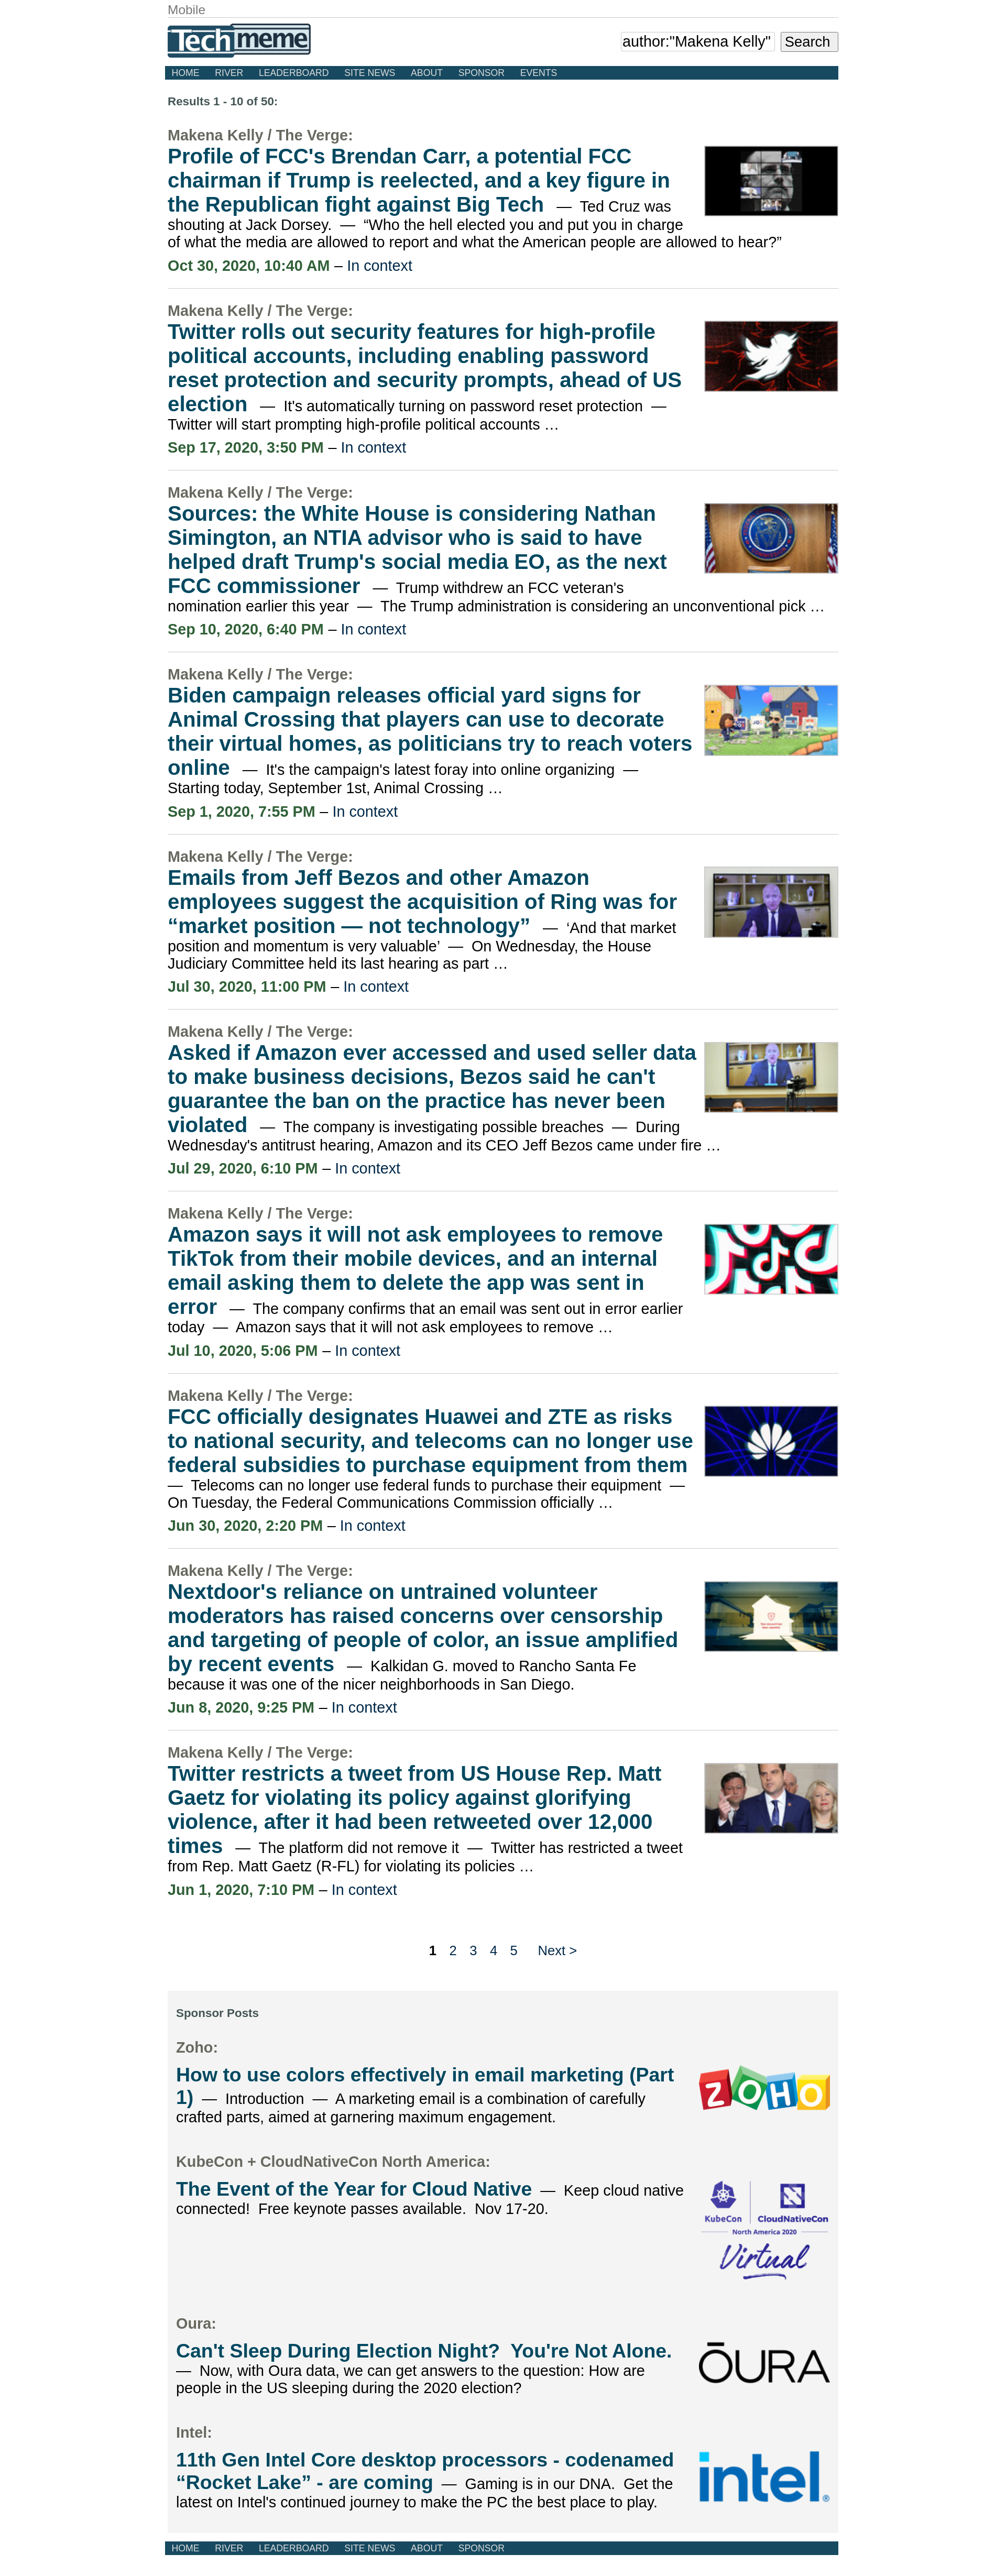 Mobile
Techmeme
author:"Makena Kelly"
Search
HOME RIVER LEADERBOARD SITE NEWS ABOUT SPONSOR EVENTS
Results 1 - 10 of 50:
Makena Kelly / The Verge:
Profile of FCC's Brendan Carr, a potential FCC
chairman if Trump is reelected, and a key figure in
the Republican fight against Big Tech — Ted Cruz was
shouting at Jack Dorsey. — “Who the hell elected you and put you in charge
of what the media are allowed to report and what the American people are allowed to hear?”
Oct 30, 2020, 10:40 AM – In context
Makena Kelly / The Verge:
Twitter rolls out security features for high-profile
political accounts, including enabling password
reset protection and security prompts, ahead of US
election — It's automatically turning on password reset protection —
Twitter will start prompting high-profile political accounts …
Sep 17, 2020, 3:50 PM – In context
Makena Kelly / The Verge:
Sources: the White House is considering Nathan
Simington, an NTIA advisor who is said to have
helped draft Trump's social media EO, as the next
FCC commissioner — Trump withdrew an FCC veteran's
nomination earlier this year — The Trump administration is considering an unconventional pick …
Sep 10, 2020, 6:40 PM – In context
Makena Kelly / The Verge:
Biden campaign releases official yard signs for
Animal Crossing that players can use to decorate
their virtual homes, as politicians try to reach voters
online — It's the campaign's latest foray into online organizing —
Starting today, September 1st, Animal Crossing …
Sep 1, 2020, 7:55 PM – In context
Makena Kelly / The Verge:
Emails from Jeff Bezos and other Amazon
employees suggest the acquisition of Ring was for
“market position — not technology” — ‘And that market
position and momentum is very valuable’ — On Wednesday, the House
Judiciary Committee held its last hearing as part …
Jul 30, 2020, 11:00 PM – In context
Makena Kelly / The Verge:
Asked if Amazon ever accessed and used seller data
to make business decisions, Bezos said he can't
guarantee the ban on the practice has never been
violated — The company is investigating possible breaches — During
Wednesday's antitrust hearing, Amazon and its CEO Jeff Bezos came under fire …
Jul 29, 2020, 6:10 PM – In context
Makena Kelly / The Verge:
Amazon says it will not ask employees to remove
TikTok from their mobile devices, and an internal
email asking them to delete the app was sent in
error — The company confirms that an email was sent out in error earlier
today — Amazon says that it will not ask employees to remove …
Jul 10, 2020, 5:06 PM – In context
Makena Kelly / The Verge:
FCC officially designates Huawei and ZTE as risks
to national security, and telecoms can no longer use
federal subsidies to purchase equipment from them
— Telecoms can no longer use federal funds to purchase their equipment —
On Tuesday, the Federal Communications Commission officially …
Jun 30, 2020, 2:20 PM – In context
Makena Kelly / The Verge:
Nextdoor's reliance on untrained volunteer
moderators has raised concerns over censorship
and targeting of people of color, an issue amplified
by recent events — Kalkidan G. moved to Rancho Santa Fe
because it was one of the nicer neighborhoods in San Diego.
Jun 8, 2020, 9:25 PM – In context
Makena Kelly / The Verge:
Twitter restricts a tweet from US House Rep. Matt
Gaetz for violating its policy against glorifying
violence, after it had been retweeted over 12,000
times — The platform did not remove it — Twitter has restricted a tweet
from Rep. Matt Gaetz (R-FL) for violating its policies …
Jun 1, 2020, 7:10 PM – In context
1 2 3 4 5 Next >
Sponsor Posts
Zoho:
How to use colors effectively in email marketing (Part
1) — Introduction — A marketing email is a combination of carefully
crafted parts, aimed at garnering maximum engagement.
ZOHO
KubeCon + CloudNativeCon North America:
The Event of the Year for Cloud Native — Keep cloud native
connected! Free keynote passes available. Nov 17-20.
KubeCon CloudNativeCon
North America 2020
Virtual
Oura:
Can't Sleep During Election Night? You're Not Alone.
— Now, with Oura data, we can get answers to the question: How are
people in the US sleeping during the 2020 election?
ŌURA
Intel:
11th Gen Intel Core desktop processors - codenamed
“Rocket Lake” - are coming — Gaming is in our DNA. Get the
latest on Intel's continued journey to make the PC the best place to play.
intel®
HOME RIVER LEADERBOARD SITE NEWS ABOUT SPONSOR